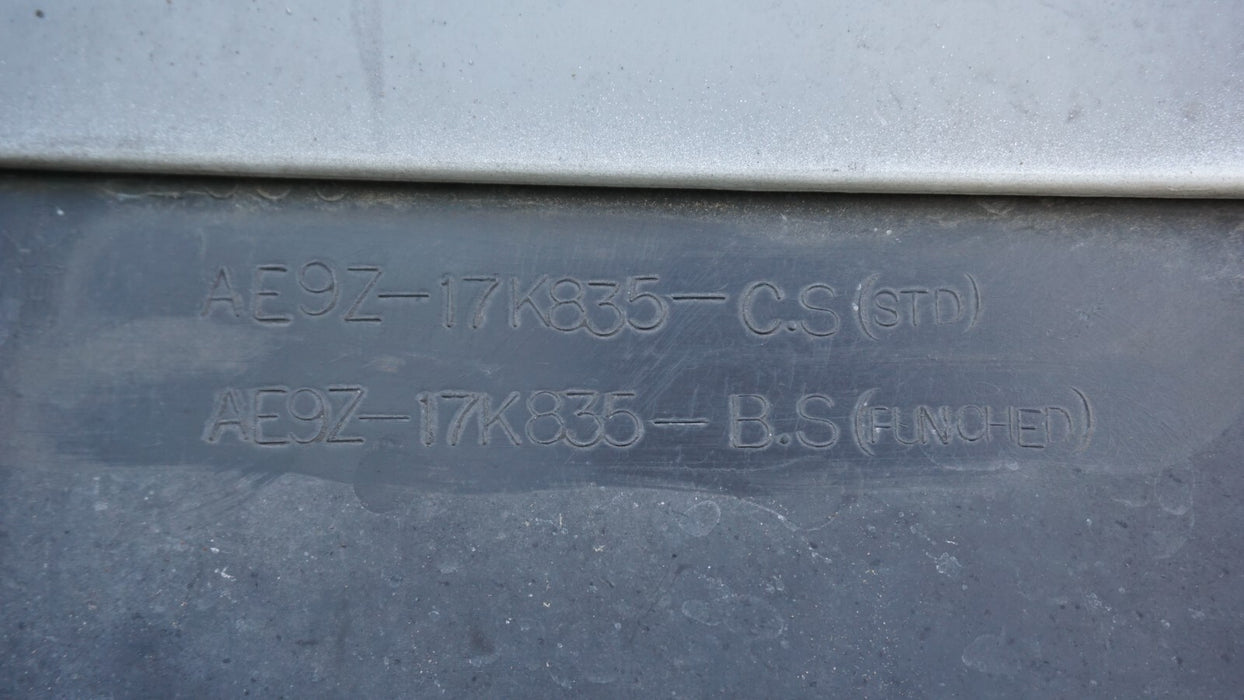 AE9Z-17K835-C.S(STD)
AE9Z-17K835-B.S(PUNCHED)